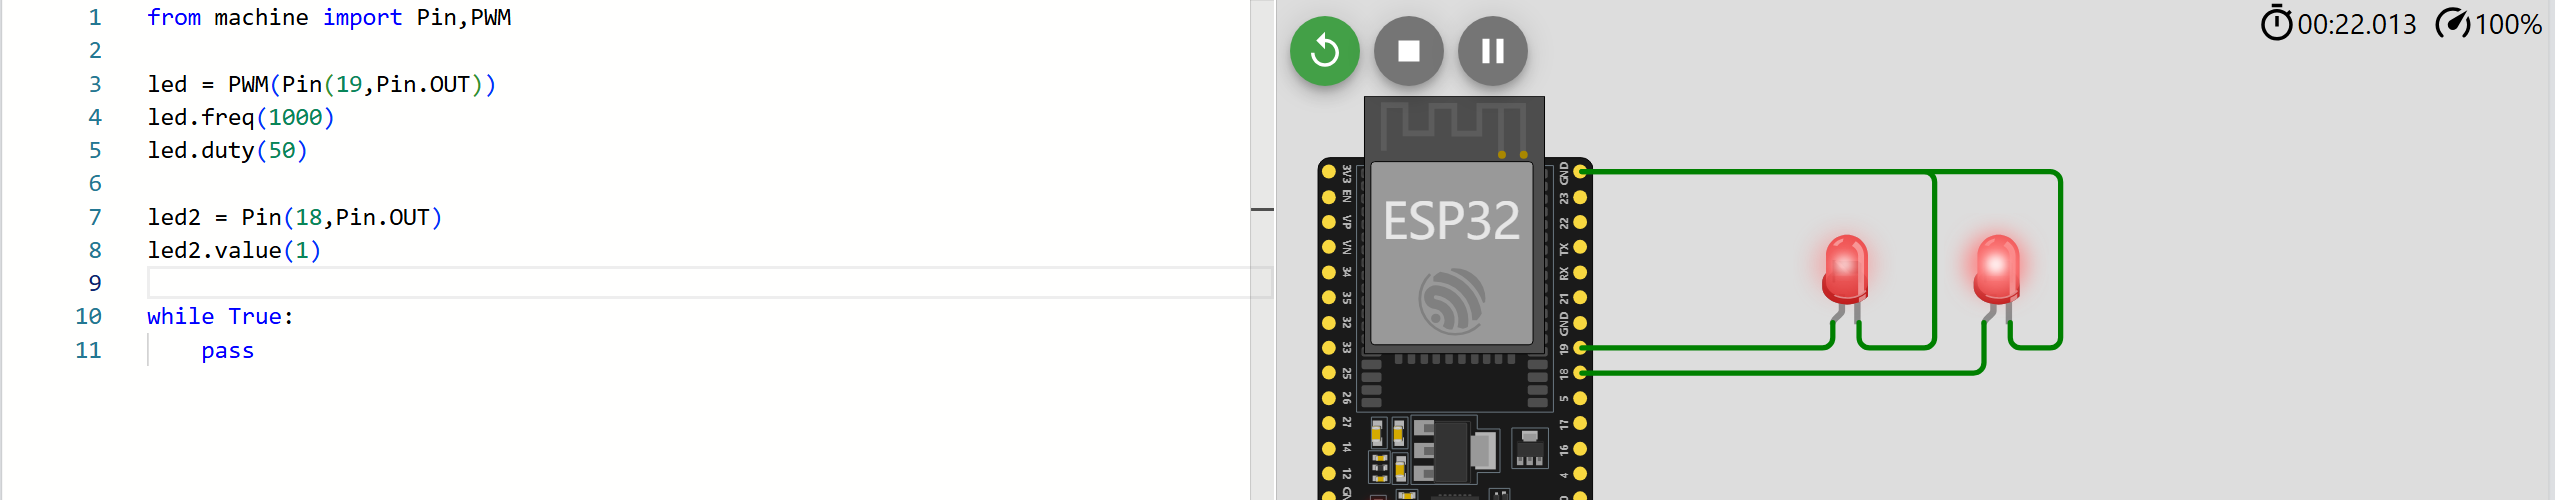 1 from machine import Pin,PWM
2
3 led = PWM(Pin(19,Pin.OUT))
4 led.freq(1000)
5 led.duty(50)
6
7 led2 = Pin(18,Pin.OUT)
8 led2.value(1)
9
10 while True:
11 pass
00:22.013 100%
ESP32
3V3
EN
VP
VN
34
35
32
33
25
26
27
14
12
GND
23
22
TX
RX
21
GND
19
18
5
17
16
4